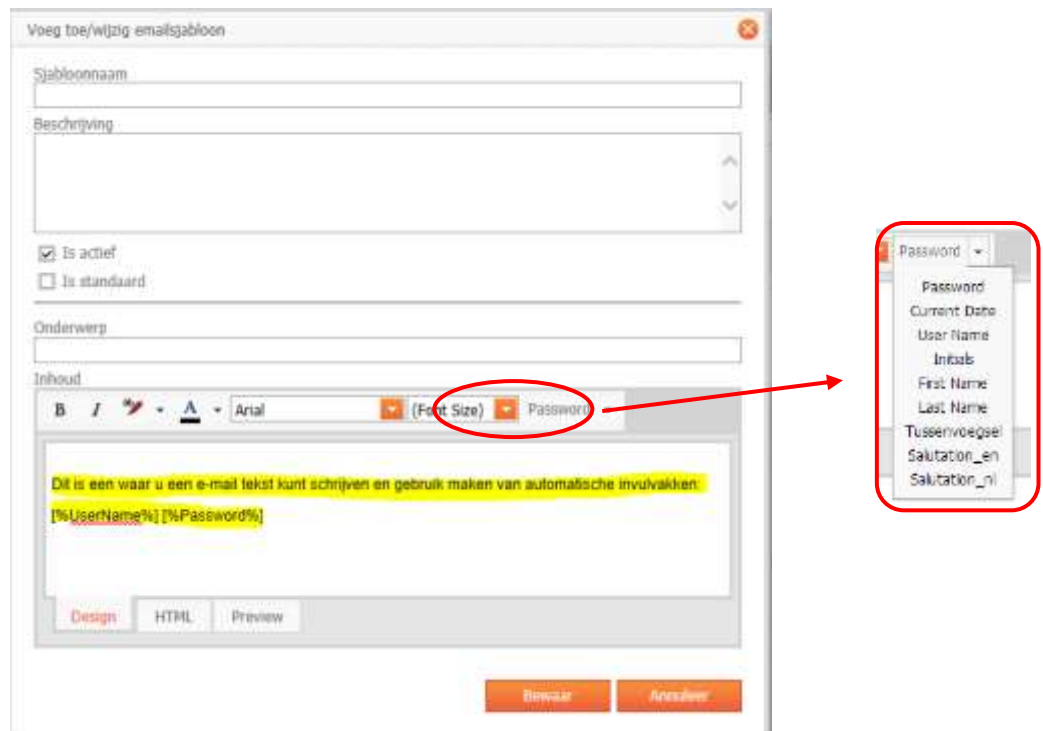 Voeg toe/wijzig emailsjabloon
Sjabloonnaam
Beschrijving
Is actief
Is standaard
Onderwerp
Inhoud
B I A Arial (Font Size) Password
Dit is een waar u een e-mail tekst kunt schrijven en gebruik maken van automatische invulvakken:
[%UserName%] [%Password%]
Design HTML Preview
Bewaar Annuleer
Password
Password
Current Date
User Name
Initials
First Name
Last Name
Tussenvoegsel
Salutation_en
Salutation_nl